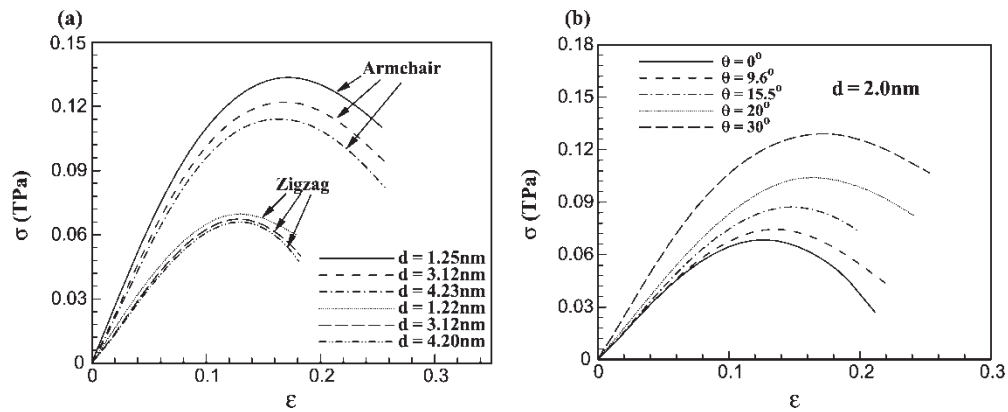 (a)
0.15
0.12
0.09
0.06
0.03
0
σ (TPa)
Armchair
Zigzag
d = 1.25nm
d = 3.12nm
d = 4.23nm
d = 1.22nm
d = 3.12nm
d = 4.20nm
0
0.1
0.2
0.3
ε
(b)
0.18
0.15
0.12
0.09
0.06
0.03
0
σ (TPa)
θ = 0°
θ = 9.6°
θ = 15.5°
θ = 20°
θ = 30°
d = 2.0nm
0
0.1
0.2
0.3
ε